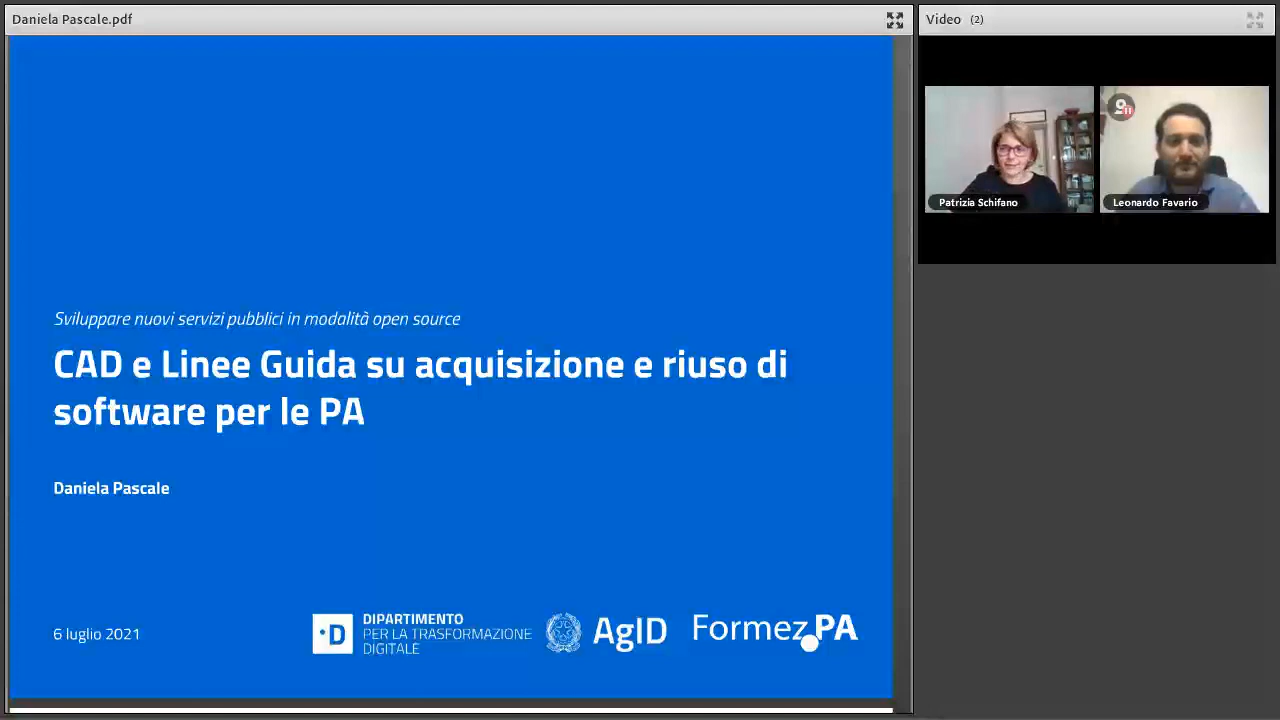 Daniela Pascale.pdf
Video (2)
Patrizia Schifano
Leonardo Favario
Sviluppare nuovi servizi pubblici in modalità open source
CAD e Linee Guida su acquisizione e riuso di
software per le PA
Daniela Pascale
6 luglio 2021
·D
DIPARTIMENTO
PER LA TRASFORMAZIONE
DIGITALE
AgID
Formez.PA